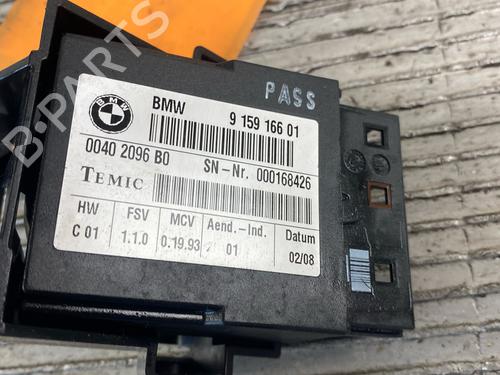 PASS
BMW
BMW 9 159 166 01
0040 2096 B0 SN-Nr. 000168426
TEMIC
HW FSV MCV Aend.-Ind. Datum
C 01 1.1.0 0.19.93 01 02/08
B-PARTS